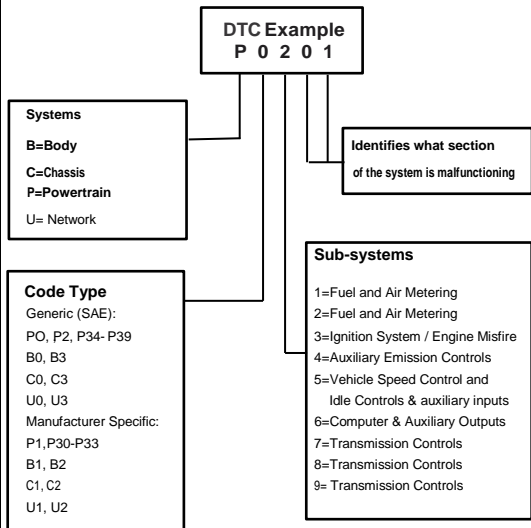 DTC Example
P 0 2 0 1
Systems
B=Body
C=Chassis
P=Powertrain
U= Network
Identifies what section
of the system is malfunctioning
Code Type
Generic (SAE):
PO, P2, P34- P39
B0, B3
C0, C3
U0, U3
Manufacturer Specific:
P1,P30-P33
B1, B2
C1, C2
U1, U2
Sub-systems
1=Fuel and Air Metering
2=Fuel and Air Metering
3=Ignition System / Engine Misfire
4=Auxiliary Emission Controls
5=Vehicle Speed Control and
Idle Controls & auxiliary inputs
6=Computer & Auxiliary Outputs
7=Transmission Controls
8=Transmission Controls
9= Transmission Controls